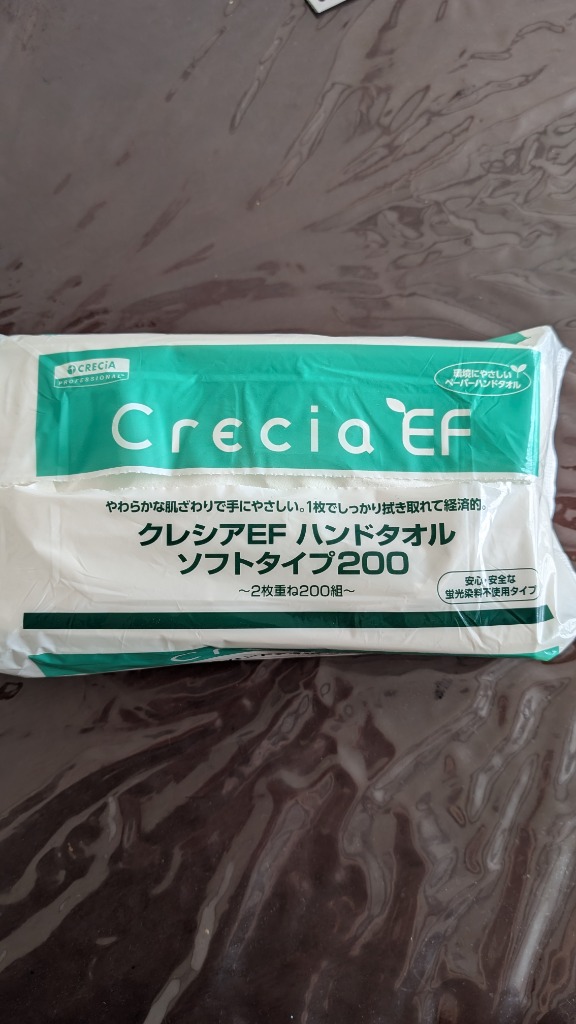 CRECIA
PROFESSIONAL
環境にやさしい
ペーパーハンドタオル
Crecia EF
やわらかな肌ざわりで手にやさしい。1枚でしっかり拭き取れて経済的。
クレシアEF ハンドタオル
ソフトタイプ200
〜2枚重ね200組〜
安心・安全な
蛍光染料不使用タイプ